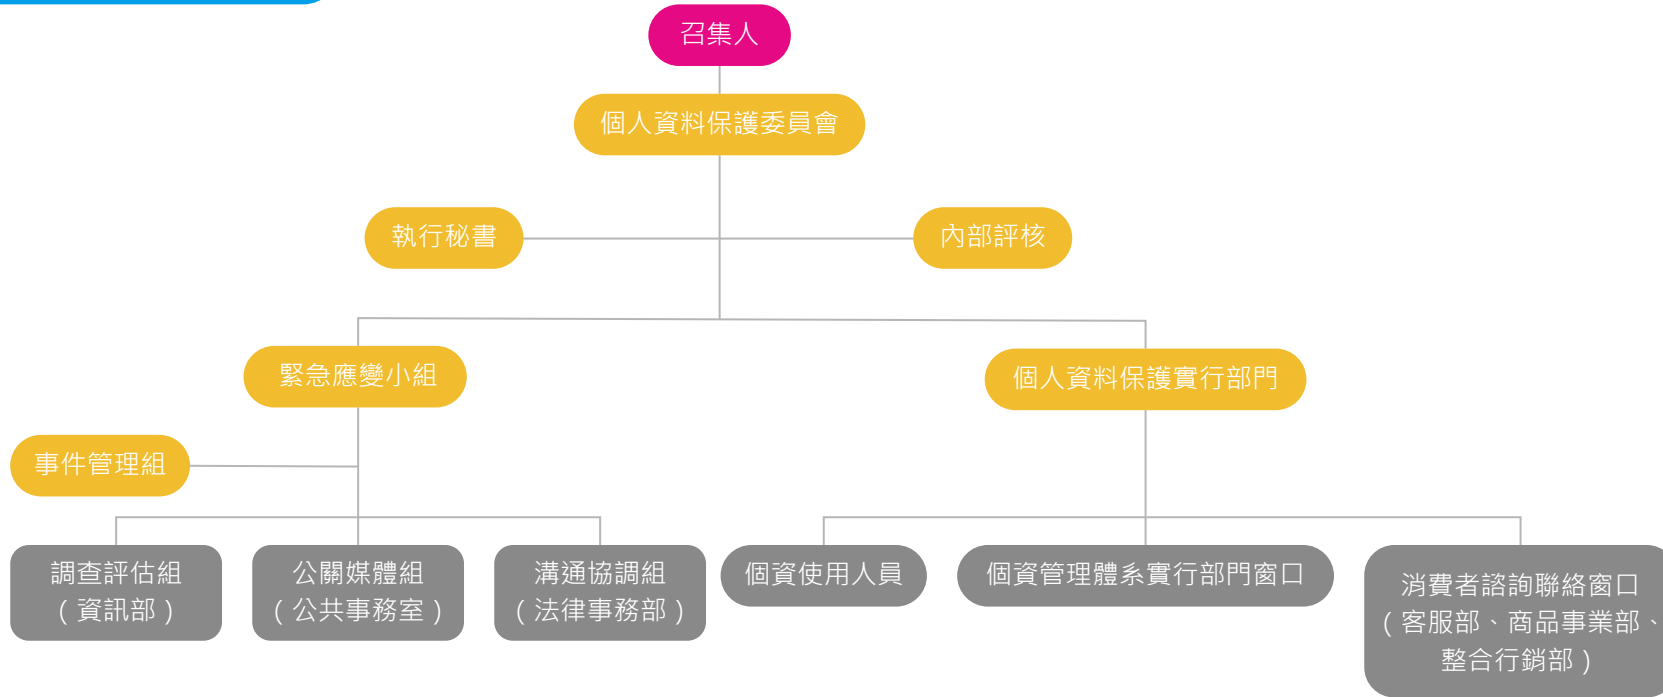 召集人
個人資料保護委員會
執行秘書
內部評核
緊急應變小組
個人資料保護實行部門
事件管理組
調查評估組
（資訊部）
公關媒體組
（公共事務室）
溝通協調組
（法律事務部）
個資使用人員
個資管理體系實行部門窗口
消費者諮詢聯絡窗口
（客服部、商品事業部、
整合行銷部）